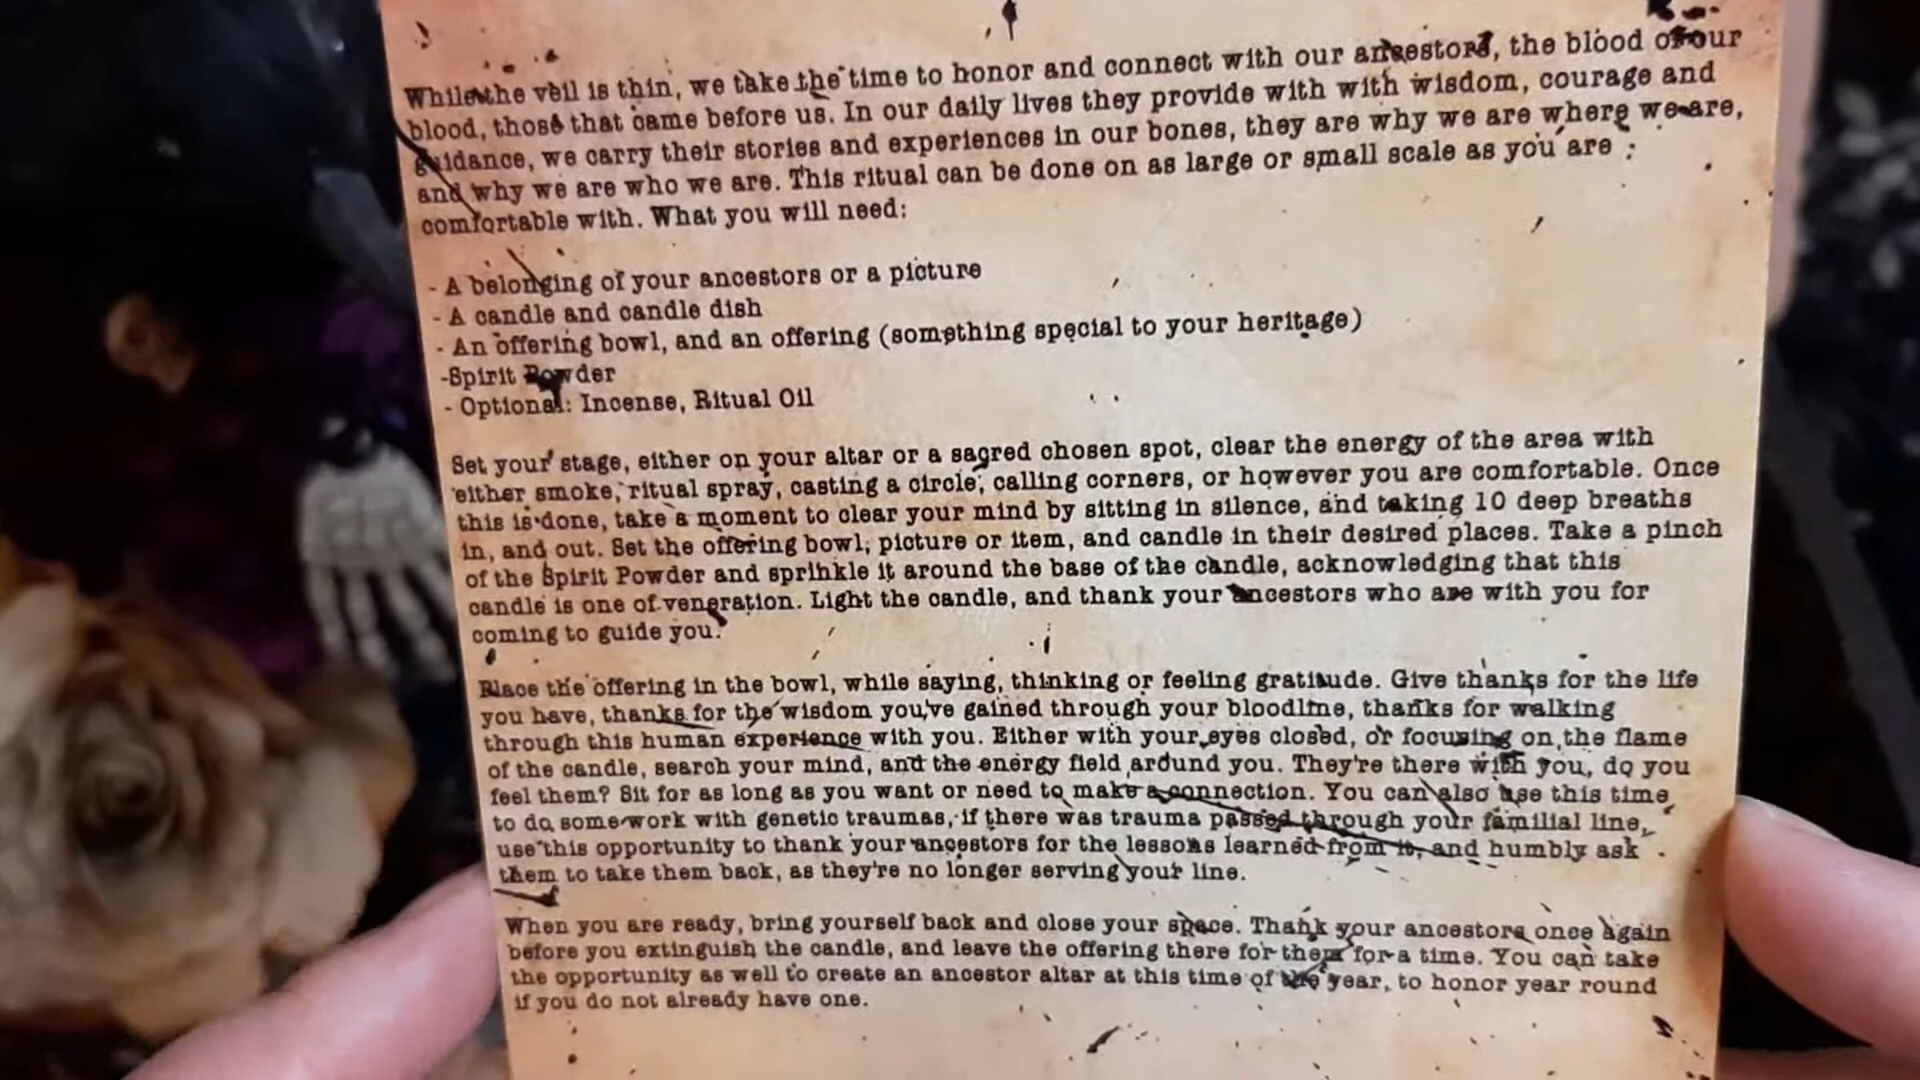 While the veil is thin, we take the time to honor and connect with our ancestors, the blood of our
blood, those that came before us. In our daily lives they provide with with wisdom, courage and
guidance, we carry their stories and experiences in our bones, they are why we are where we are,
and why we are who we are. This ritual can be done on as large or small scale as you are
comfortable with. What you will need:
- A belonging of your ancestors or a picture
- A candle and candle dish
- An offering bowl, and an offering (something special to your heritage)
-Spirit Powder
- Optional: Incense, Ritual Oil
Set your stage, either on your altar or a sacred chosen spot, clear the energy of the area with
either smoke, ritual spray, casting a circle, calling corners, or however you are comfortable. Once
this is done, take a moment to clear your mind by sitting in silence, and taking 10 deep breaths
in, and out. Set the offering bowl, picture or item, and candle in their desired places. Take a pinch
of the Spirit Powder and sprinkle it around the base of the candle, acknowledging that this
candle is one of veneration. Light the candle, and thank your ancestors who are with you for
coming to guide you.
Place the offering in the bowl, while saying, thinking or feeling gratitude. Give thanks for the life
you have, thanks for the wisdom you've gained through your bloodline, thanks for walking
through this human experience with you. Either with your eyes closed, or focusing on the flame
of the candle, search your mind, and the energy field around you. They're there with you, do you
feel them? Sit for as long as you want or need to make a connection. You can also use this time
to do some work with genetic traumas, if there was trauma passed through your familial line,
use this opportunity to thank your ancestors for the lessons learned from it, and humbly ask
them to take them back, as they're no longer serving your line.
When you are ready, bring yourself back and close your space. Thank your ancestors once again
before you extinguish the candle, and leave the offering there for them for a time. You can take
the opportunity as well to create an ancestor altar at this time of the year, to honor year round
if you do not already have one.